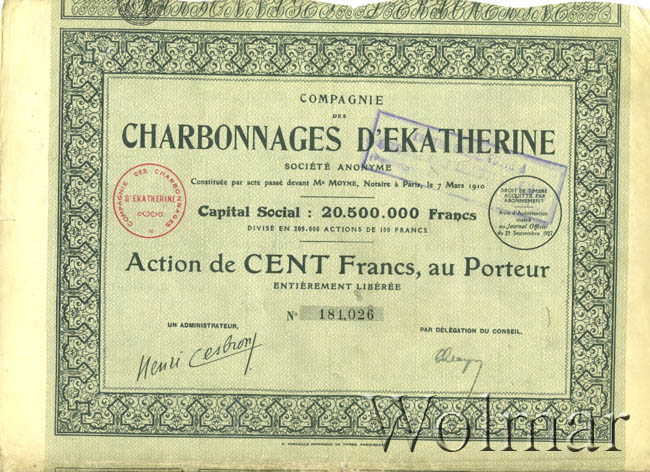 COMPAGNIE
DES
CHARBONNAGES D'EKATHERINE
SOCIÉTÉ ANONYME
Constituée par acte passé devant Me MOYNE, Notaire à Paris, le 7 Mars 1910
COMPAGNIE DES CHARBONNAGES
D'EKATHERINE
DROIT DE TIMBRE
ACQUITTÉ PAR
ABONNEMENT
Avis d'Autorisation
inséré
au Journal Officiel
du 21 Septembre 1927
Capital Social : 20.500.000 Francs
DIVISÉ EN 205.000 ACTIONS DE 100 FRANCS
Action de CENT Francs, au Porteur
ENTIÈREMENT LIBÉRÉE
No 181,026
UN ADMINISTRATEUR,
PAR DÉLÉGATION DU CONSEIL.
Henri Cesbron
Wolmar